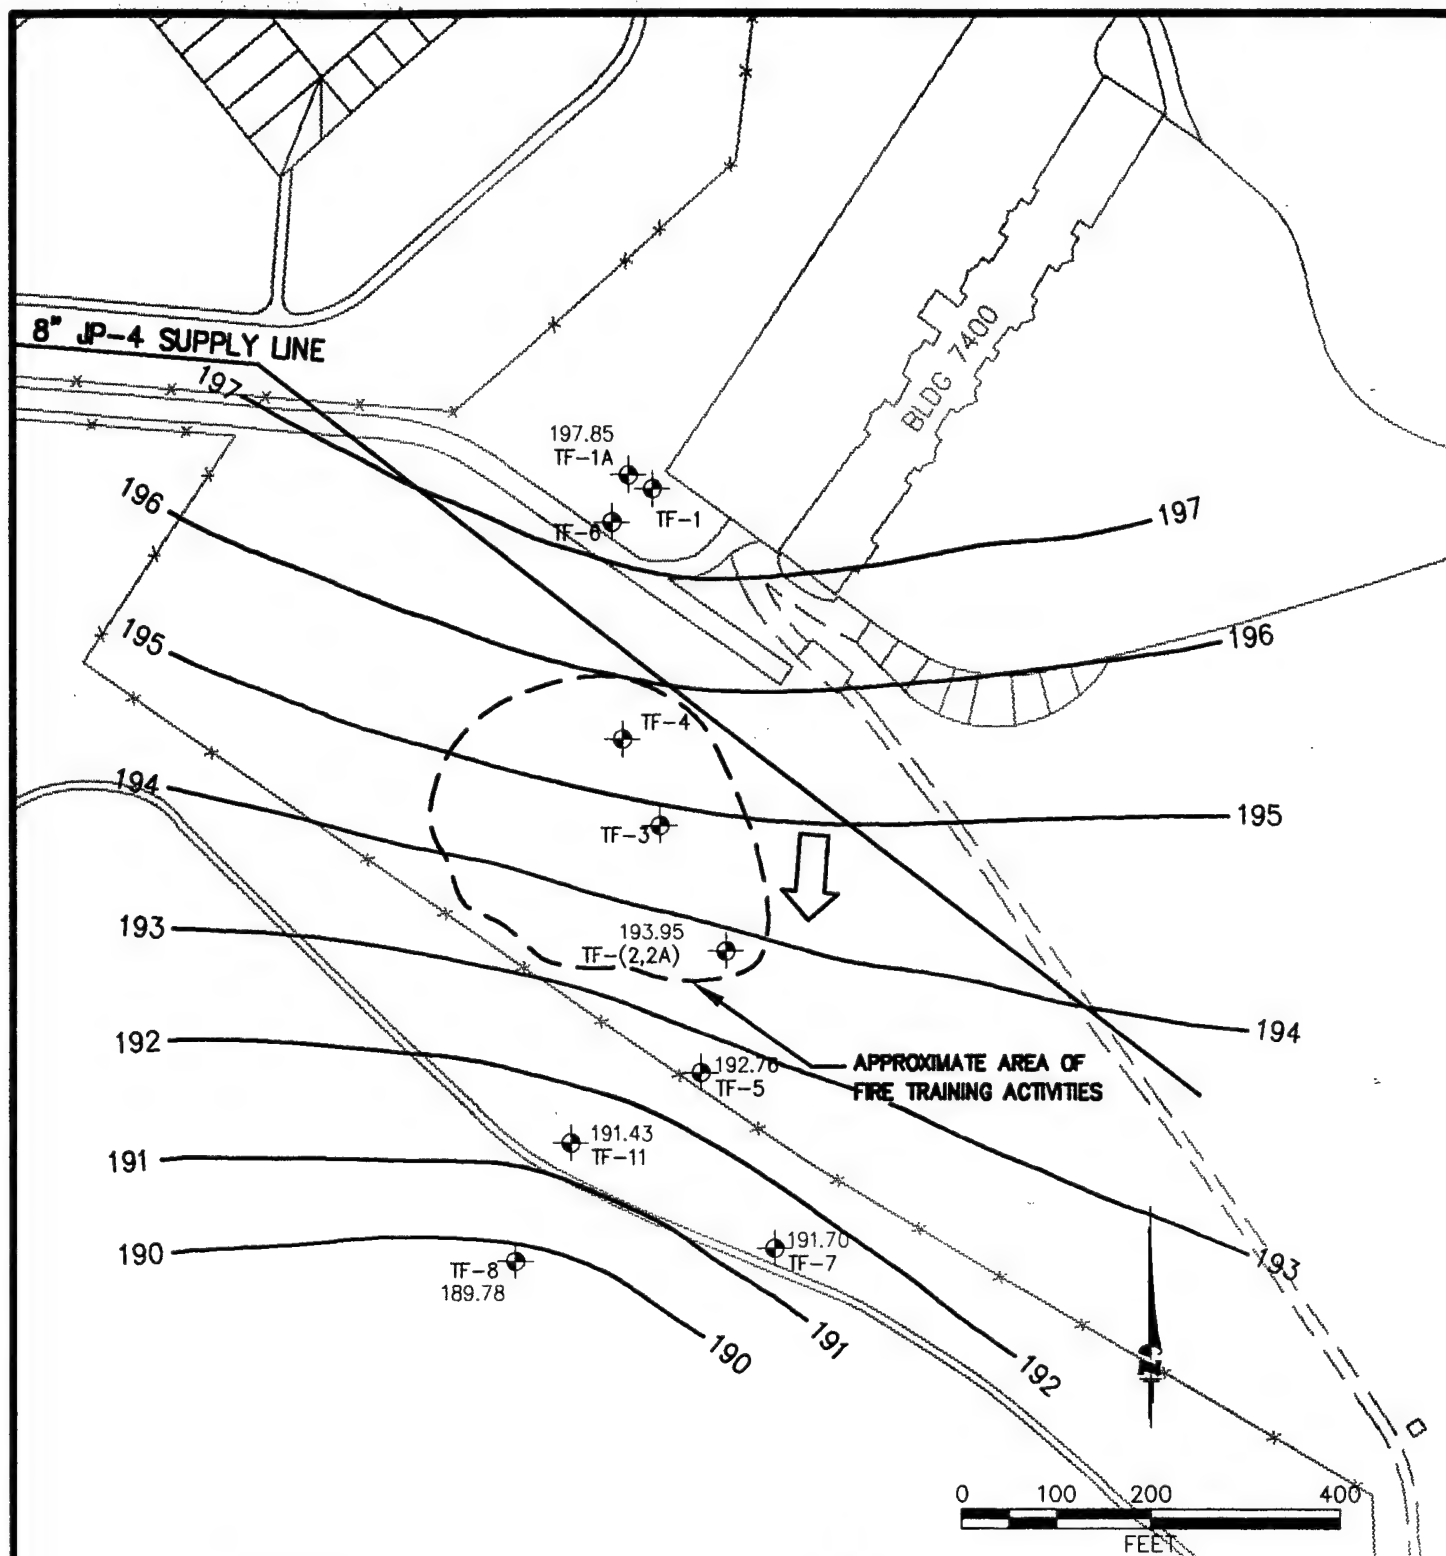 8" JP-4 SUPPLY LINE
BLDG 7400
197
197.85
TF-1A
TF-1
TF-6
197
196
196
195
TF-4
195
194
TF-3
193.95
TF-(2,2A)
193
194
192
192.76
TF-5
APPROXIMATE AREA OF
FIRE TRAINING ACTIVITIES
191
191.43
TF-11
193
190
191.70
TF-7
TF-8
189.78
190
191
192
N
0 100 200 400
FEET